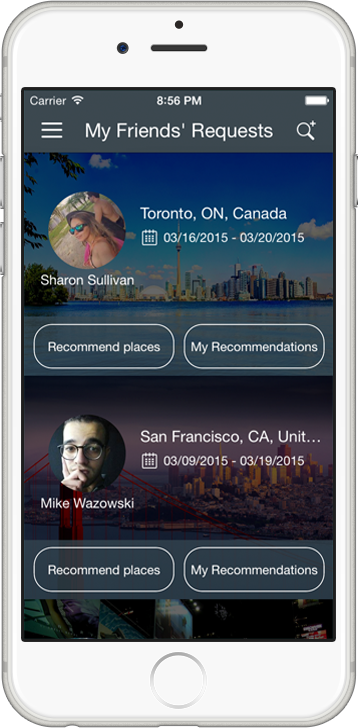 Carrier 8:56 PM
My Friends' Requests
Toronto, ON, Canada
03/16/2015 - 03/20/2015
Sharon Sullivan
Recommend places My Recommendations
San Francisco, CA, Unit...
03/09/2015 - 03/19/2015
Mike Wazowski
Recommend places My Recommendations